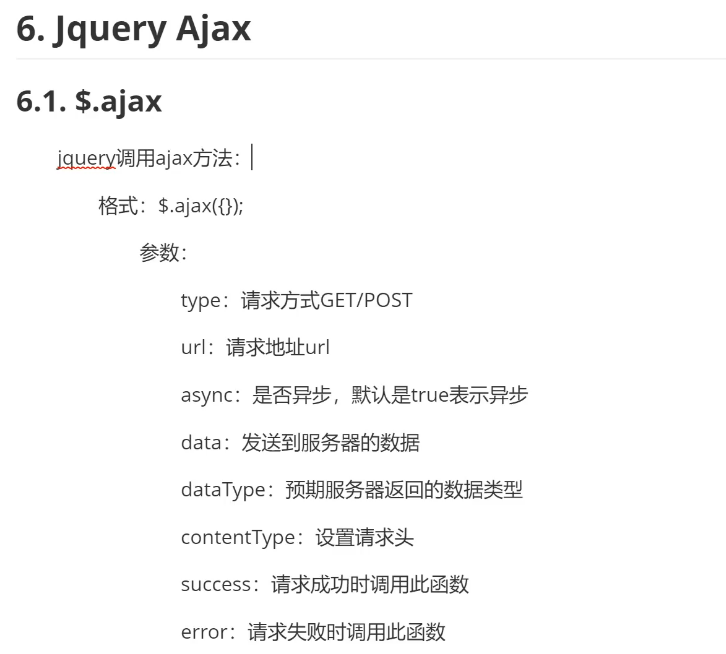 6. Jquery Ajax
6.1. $.ajax
jquery调用ajax方法：
格式：$.ajax({});
参数：
type：请求方式GET/POST
url：请求地址url
async：是否异步，默认是true表示异步
data：发送到服务器的数据
dataType：预期服务器返回的数据类型
contentType：设置请求头
success：请求成功时调用此函数
error：请求失败时调用此函数